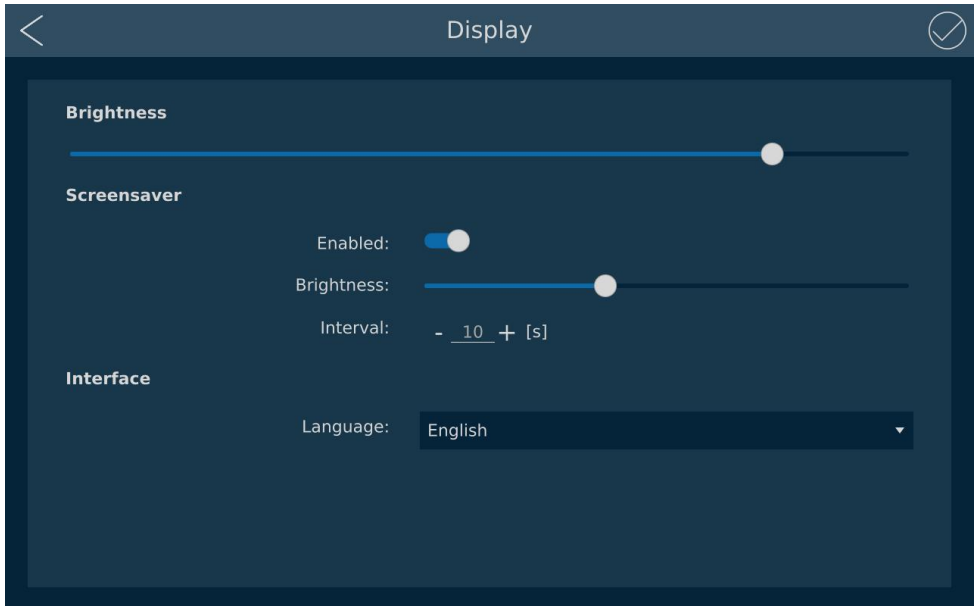 Display
Brightness
Screensaver
Enabled:
Brightness:
Interval: - 10 + [s]
Interface
Language: English